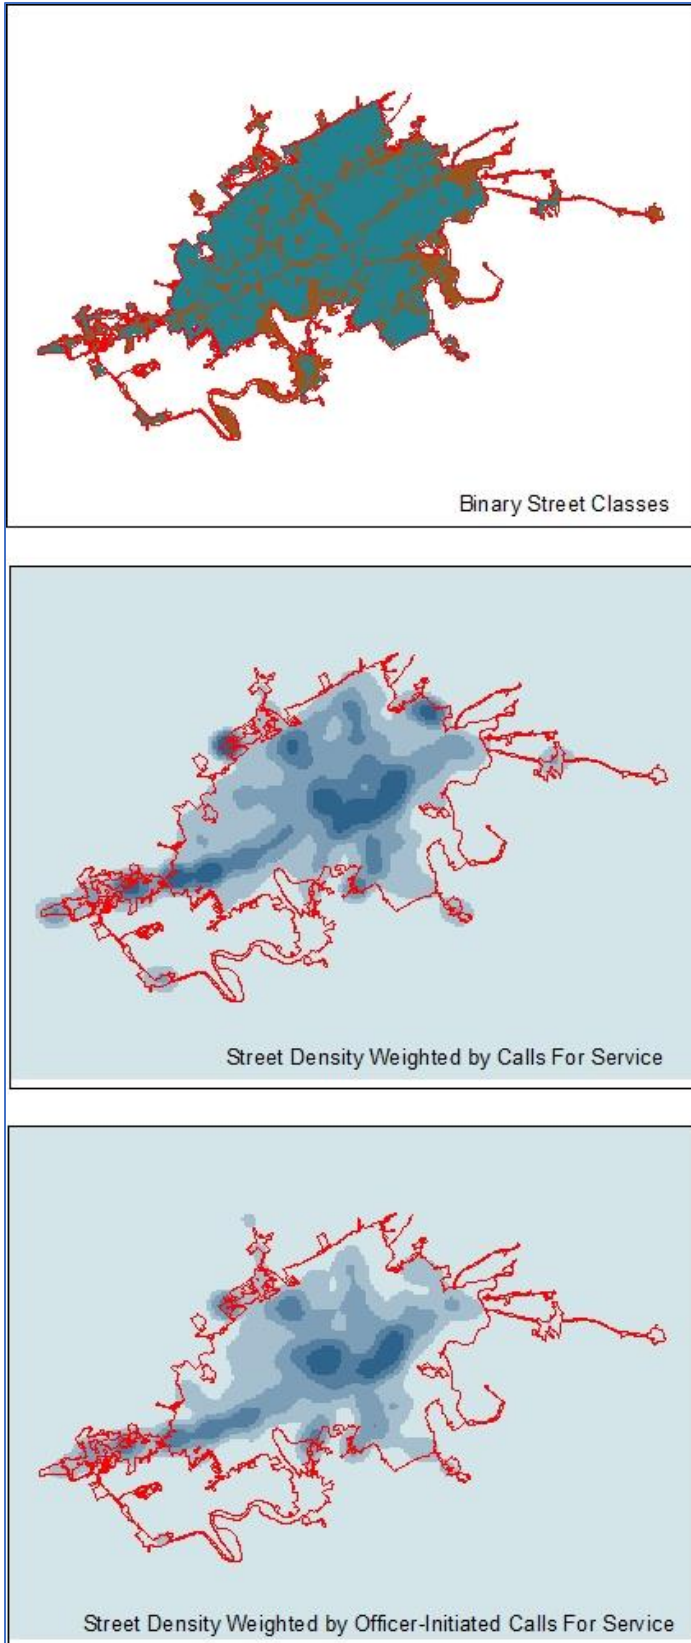 Binary Street Classes
Street Density Weighted by Calls For Service
Street Density Weighted by Officer-Initiated Calls For Service